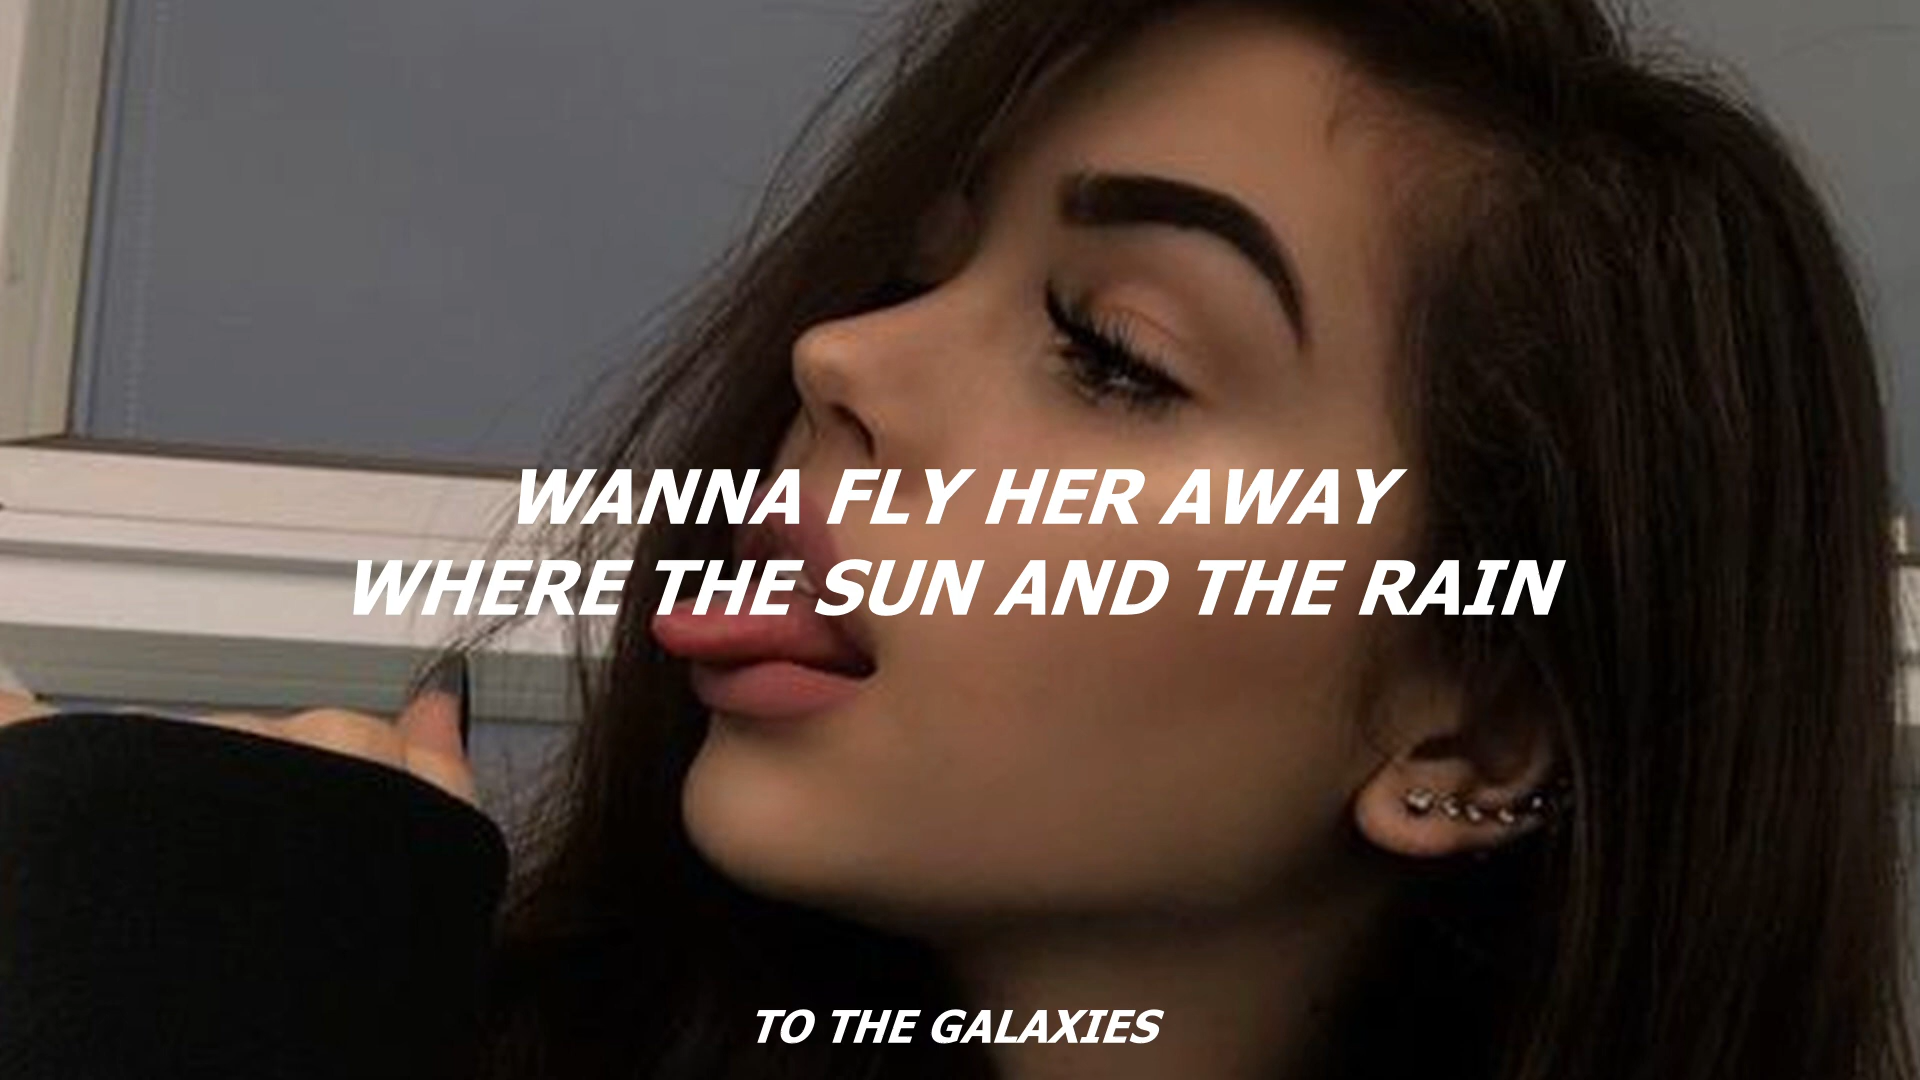 WANNA FLY HER AWAY
WHERE THE SUN AND THE RAIN
TO THE GALAXIES